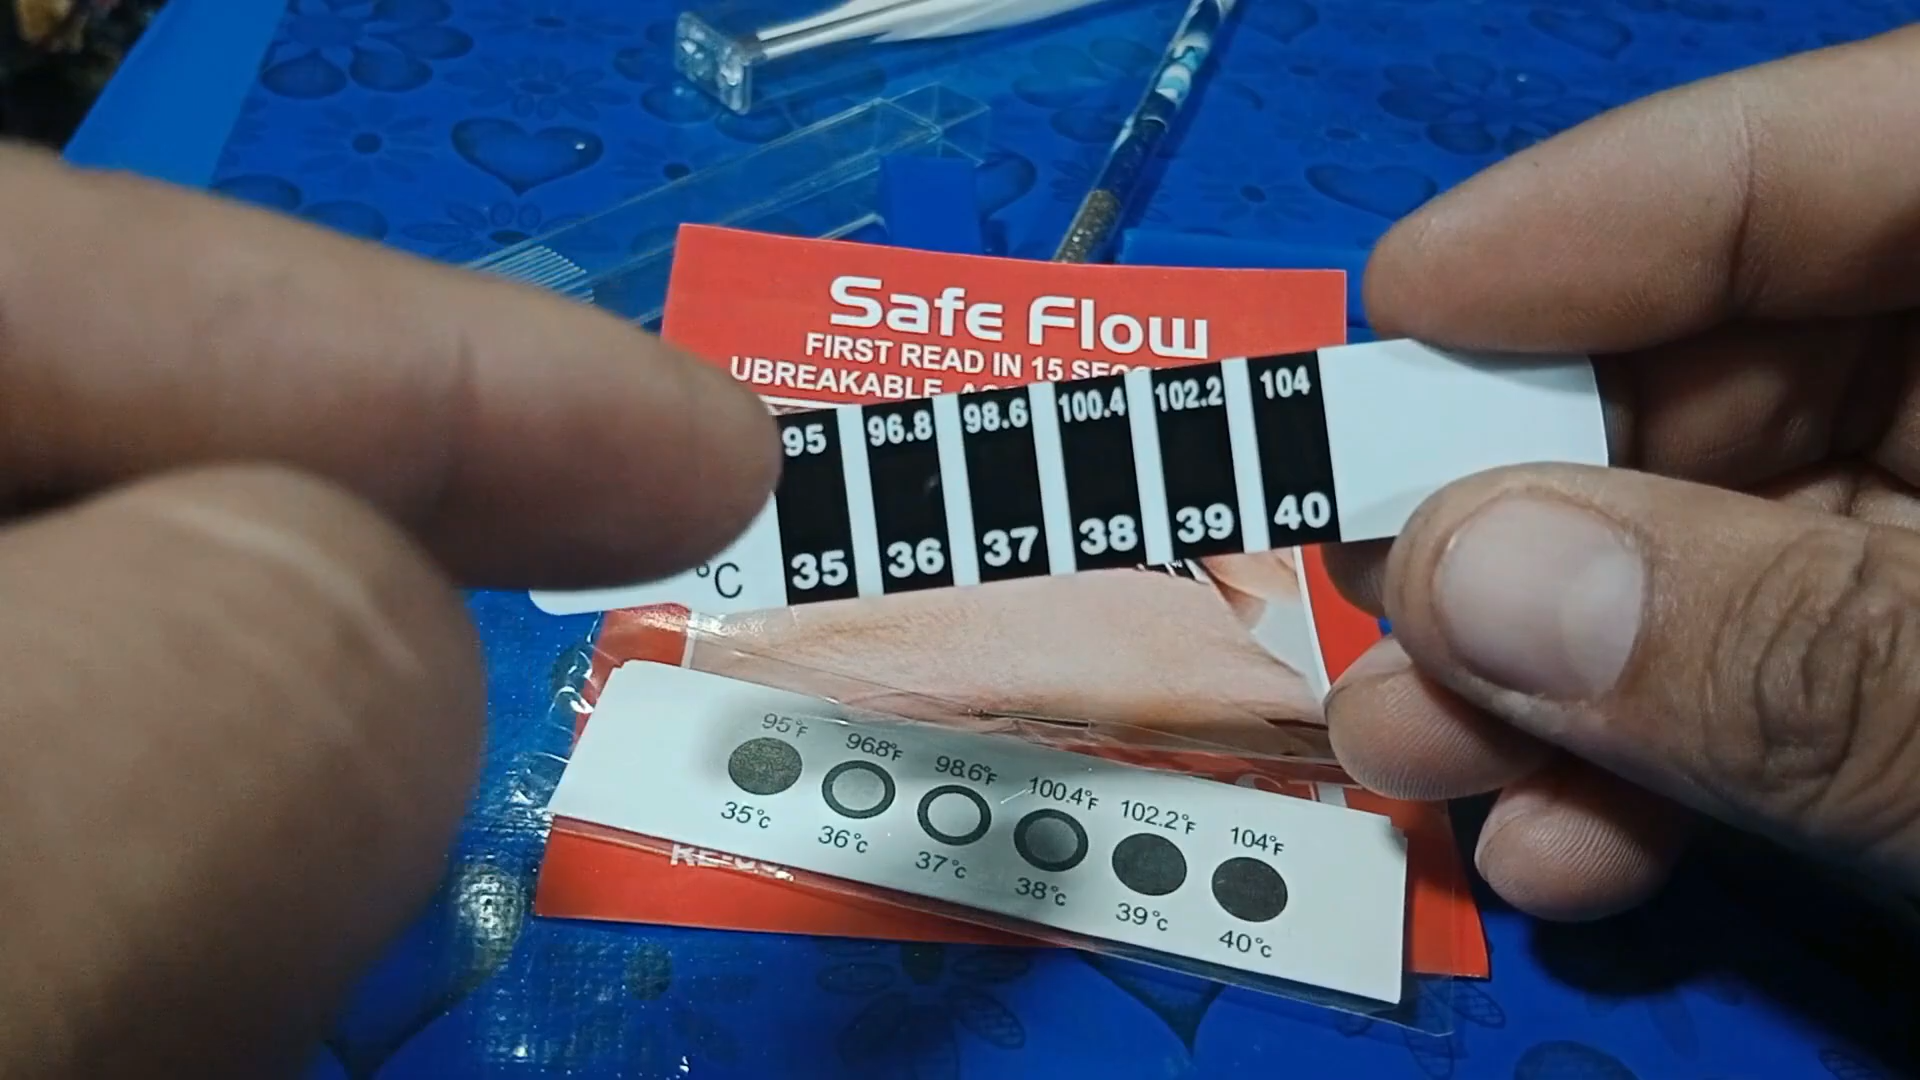 Safe Flow
FIRST READ IN 15
UBREAKABLE
95 96.8 98.6 100.4 102.2 104
°C 35 36 37 38 39 40
95°F 96.8°F 98.6°F 100.4°F 102.2°F 104°F
35°C 36°C 37°C 38°C 39°C 40°C